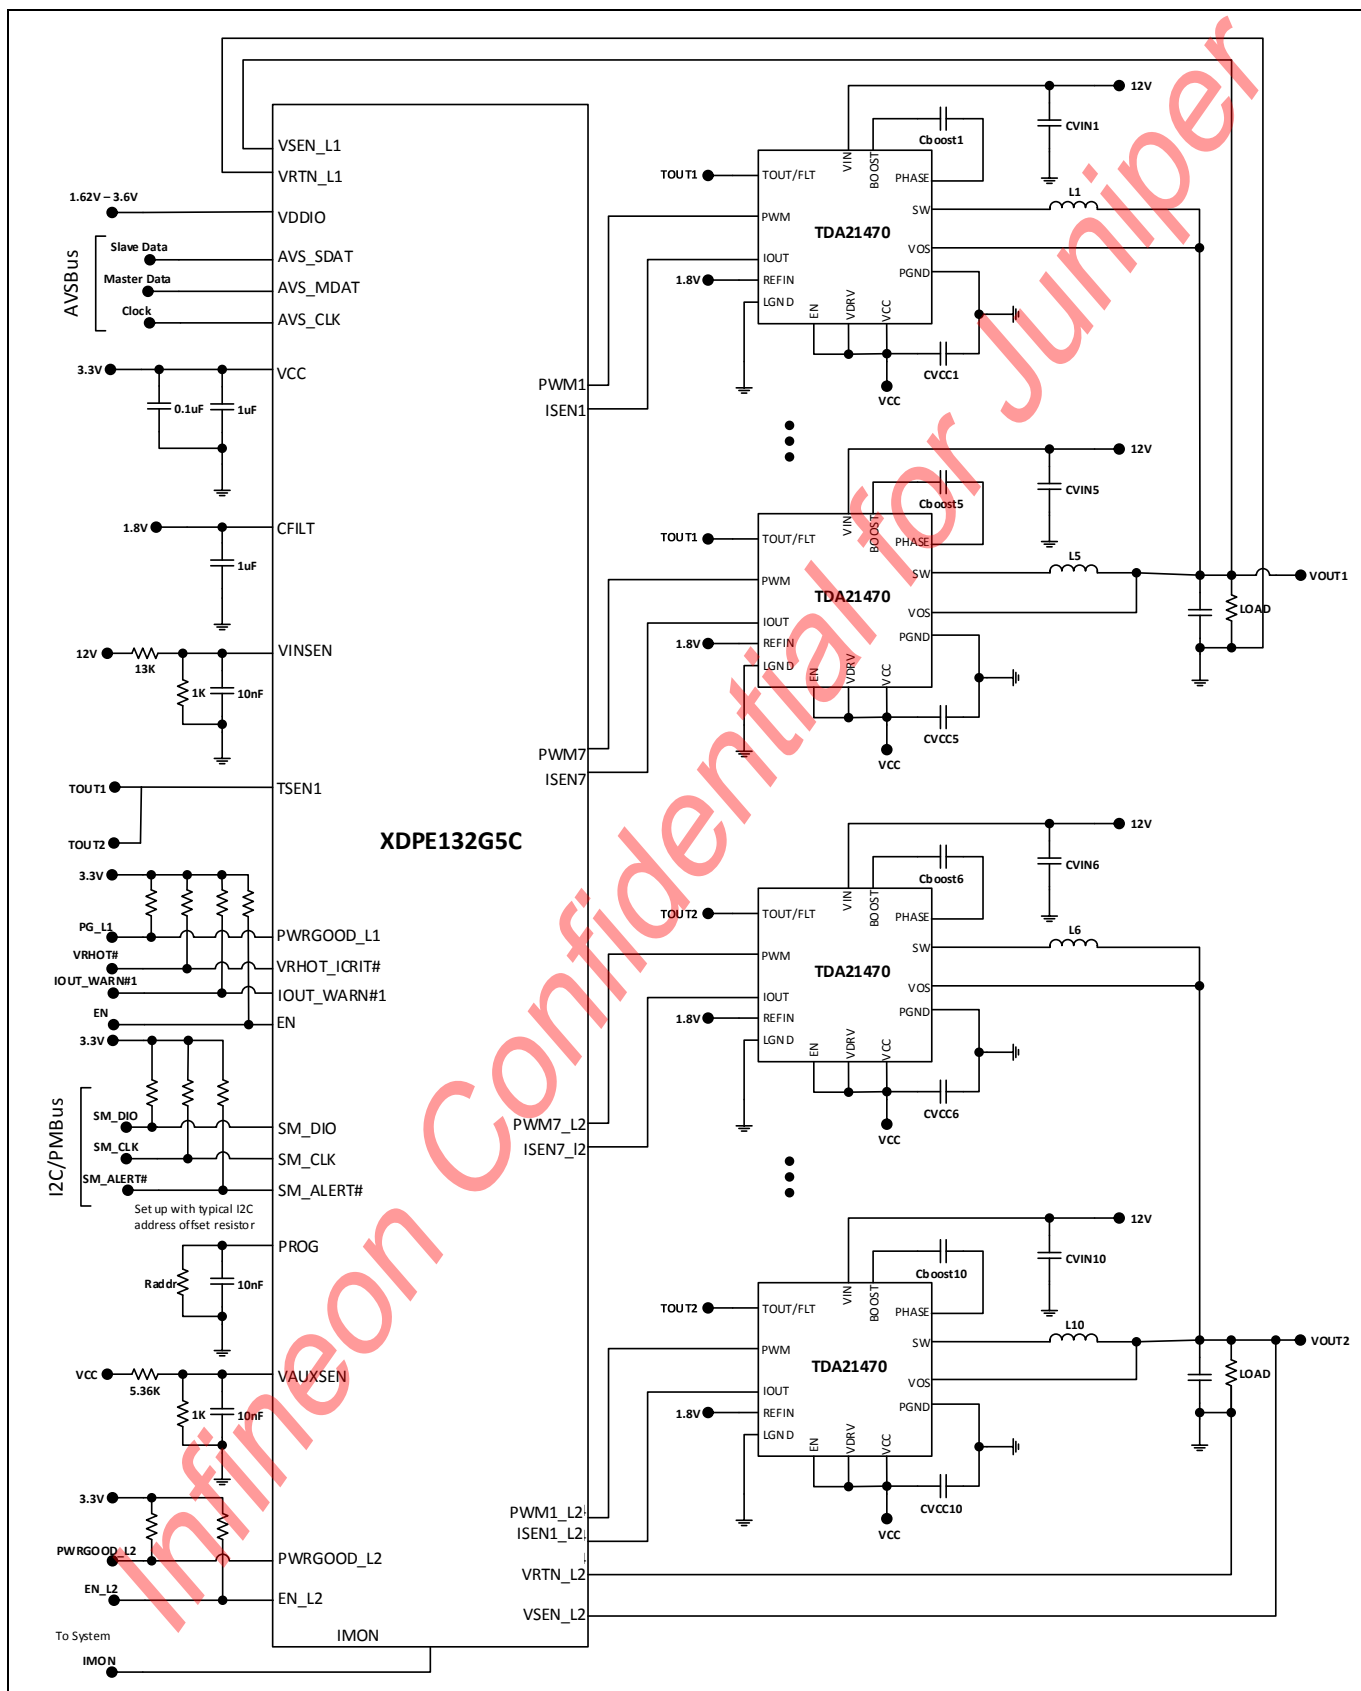 VSEN_L1
VRTN_L1
1.62V – 3.6V
VDDIO
AVSBus
Slave Data
AVS_SDAT
Master Data
AVS_MDAT
Clock
AVS_CLK
3.3V
VCC
0.1uF
1uF
1.8V
CFILT
1uF
12V
13K
VINSEN
1K
10nF
TOUT1
TSEN1
TOUT2
3.3V
PG_L1
PWRGOOD_L1
VRHOT#
VRHOT_ICRIT#
IOUT_WARN#1
IOUT_WARN#1
EN
EN
3.3V
I2C/PMBus
SM_DIO
SM_DIO
SM_CLK
SM_CLK
SM_ALERT#
SM_ALERT#
Set up with typical I2C
address offset resistor
PROG
Raddr
10nF
VCC
5.36K
VAUXSEN
1K
10nF
3.3V
PWRGOOD_L2
PWRGOOD_L2
EN_L2
EN_L2
To System
IMON
IMON
XDPE132G5C
PWM1
ISEN1
PWM7
ISEN7
PWM7_L2
ISEN7_l2
PWM1_L2
ISEN1_L2
VRTN_L2
VSEN_L2
12V
CVIN1
Cboost1
VIN
BOOST
PHASE
TOUT1
TOUT/FLT
L1
SW
PWM
TDA21470
VOS
IOUT
PGND
1.8V
REFIN
LGND
EN
VDRV
VCC
CVCC1
VCC
12V
CVIN5
Cboost5
VIN
BOOST
PHASE
TOUT1
TOUT/FLT
L5
SW
VOUT1
PWM
TDA21470
VOS
LOAD
IOUT
PGND
1.8V
REFIN
LGND
EN
VDRV
VCC
CVCC5
VCC
12V
CVIN6
Cboost6
VIN
BOOST
PHASE
TOUT2
TOUT/FLT
L6
SW
PWM
TDA21470
VOS
IOUT
PGND
1.8V
REFIN
LGND
EN
VDRV
VCC
CVCC6
VCC
12V
CVIN10
Cboost10
VIN
BOOST
PHASE
TOUT2
TOUT/FLT
L10
SW
VOUT2
PWM
TDA21470
VOS
LOAD
IOUT
PGND
1.8V
REFIN
LGND
EN
VDRV
VCC
CVCC10
VCC
Infineon Confidential for Juniper